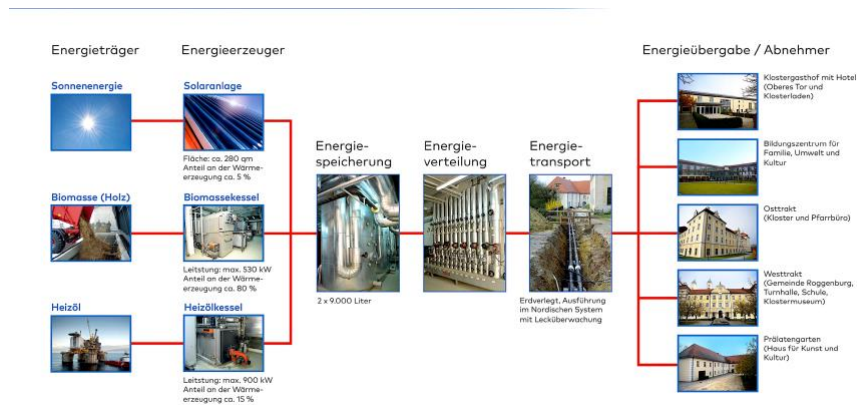 Energieträger
Energieerzeuger
Energieübergabe / Abnehmer
Sonnenenergie
Solaranlage
Fläche: ca. 280 qm
Anteil an der Wärme-
erzeugung ca. 5 %
Biomasse (Holz)
Biomassekessel
Leitstung: max. 530 kW
Anteil an der Wärme-
erzeugung ca. 80 %
Heizöl
Heizölkessel
Leitstung: max. 900 kW
Anteil an der Wärme-
erzeugung ca. 15 %
Energie-
speicherung
2 x 9.000 Liter
Energie-
verteilung
Energie-
transport
Erdverlegt, Ausführung
im Nordischen System
mit Lecküberwachung
Klostergasthof mit Hotel
(Oberes Tor und
Klosterladen)
Bildungszentrum für
Familie, Umwelt und
Kultur
Osttrakt
(Kloster und Pfarrbüro)
Westtrakt
(Gemeinde Roggenburg,
Turnhalle, Schule,
Klostermuseum)
Prälatengarten
(Haus für Kunst und
Kultur)